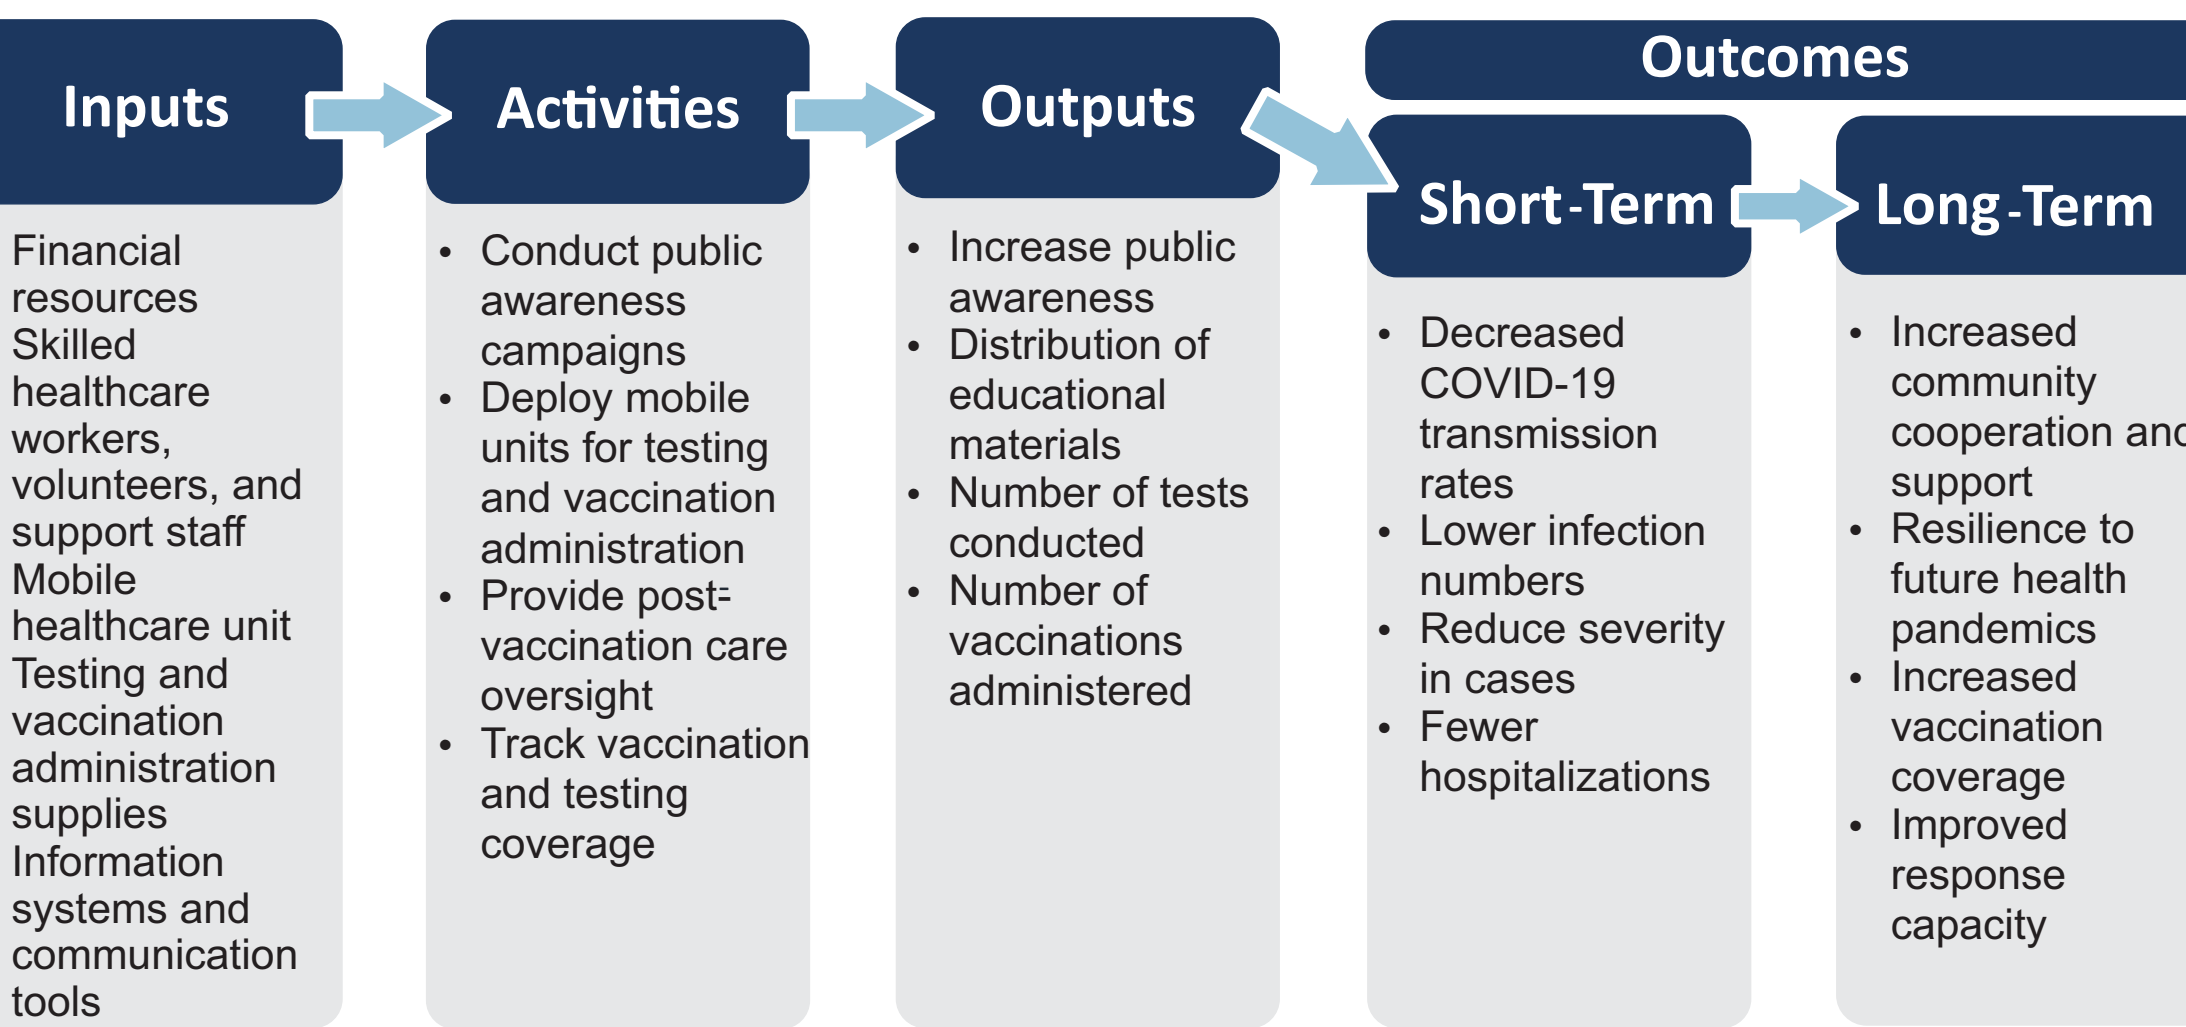 Inputs
Financial
resources
Skilled
healthcare
workers,
volunteers, and
support staff
Mobile
healthcare unit
Testing and
vaccination
administration
supplies
Information
systems and
communication
tools
Activities
• Conduct public
awareness
campaigns
• Deploy mobile
units for testing
and vaccination
administration
• Provide post-
vaccination care
oversight
• Track vaccination
and testing
coverage
Outputs
• Increase public
awareness
• Distribution of
educational
materials
• Number of tests
conducted
• Number of
vaccinations
administered
Outcomes
Short-Term
• Decreased
COVID-19
transmission
rates
• Lower infection
numbers
• Reduce severity
in cases
• Fewer
hospitalizations
Long-Term
• Increased
community
cooperation and
support
• Resilience to
future health
pandemics
• Increased
vaccination
coverage
• Improved
response
capacity